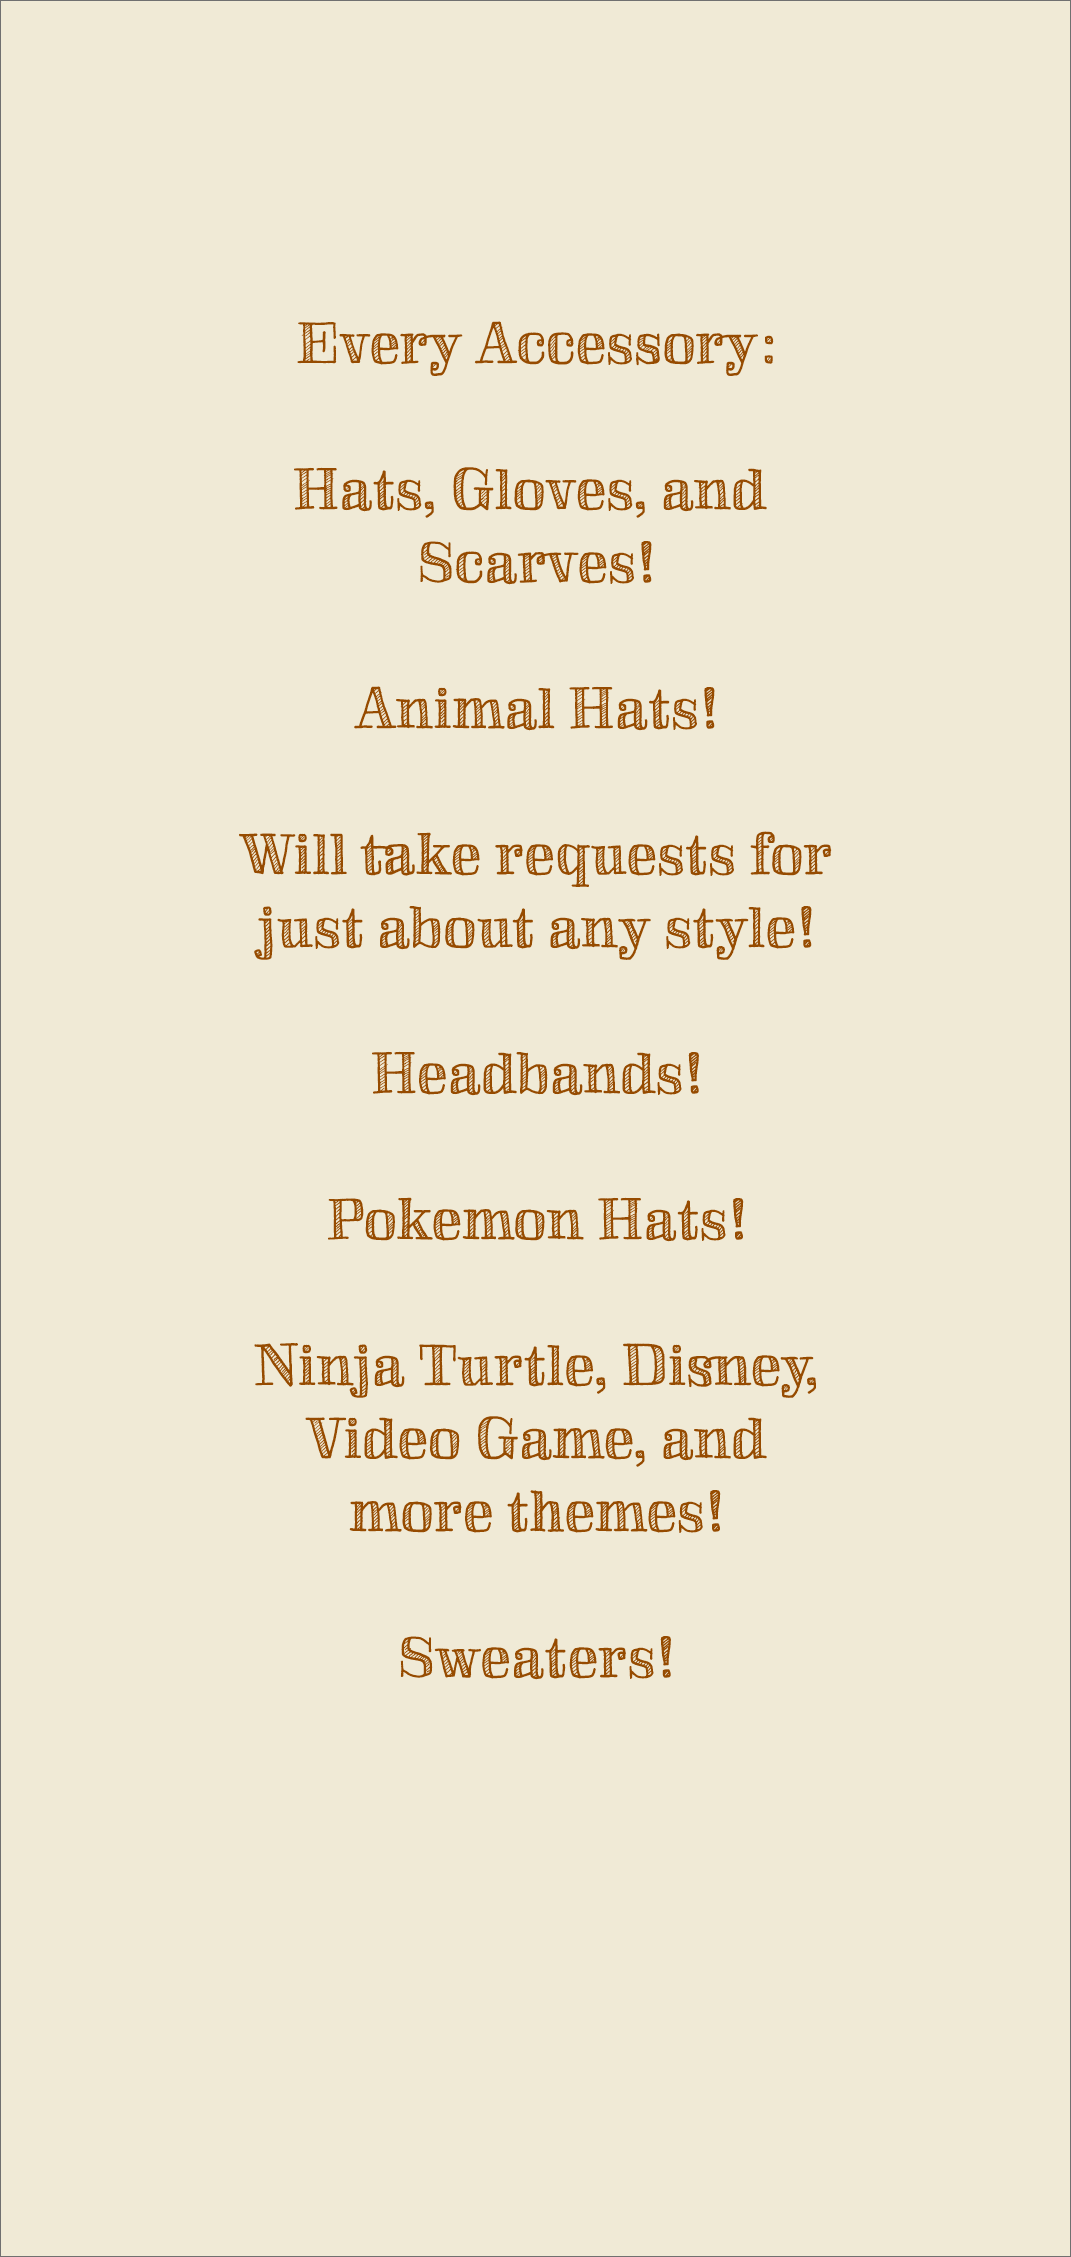 Every Accessory:
Hats, Gloves, and
Scarves!
Animal Hats!
Will take requests for
just about any style!
Headbands!
Pokemon Hats!
Ninja Turtle, Disney,
Video Game, and
more themes!
Sweaters!